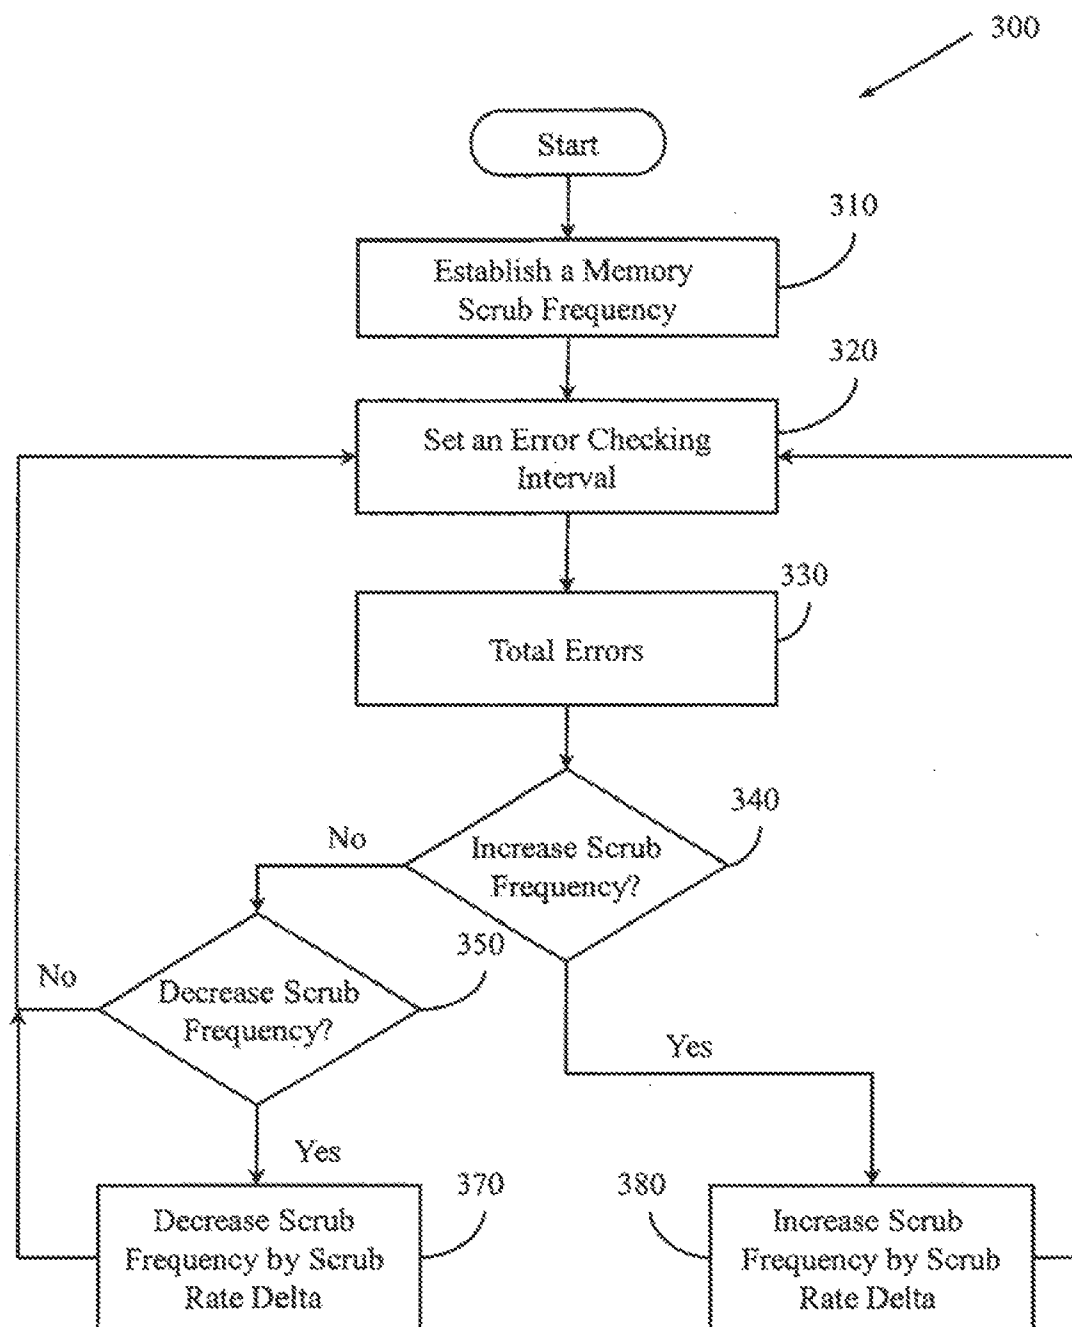 300
Start
310
Establish a Memory
Scrub Frequency
320
Set an Error Checking
Interval
330
Total Errors
340
Increase Scrub
Frequency?
No
350
Decrease Scrub
Frequency?
No
Yes
Yes
370
Decrease Scrub
Frequency by Scrub
Rate Delta
380
Increase Scrub
Frequency by Scrub
Rate Delta